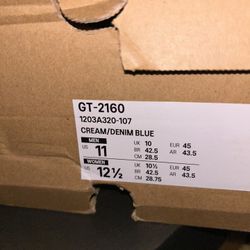 GT-2160
1203A320-107
CREAM/DENIM BLUE
MEN
US 11 UK 10 EUR 45
BR 42.5 AR 43.5
CM 28.5
WOMEN
US 12 ½ UK 10½ EUR 45
BR 42.5 AR 43.5
CM 28.75